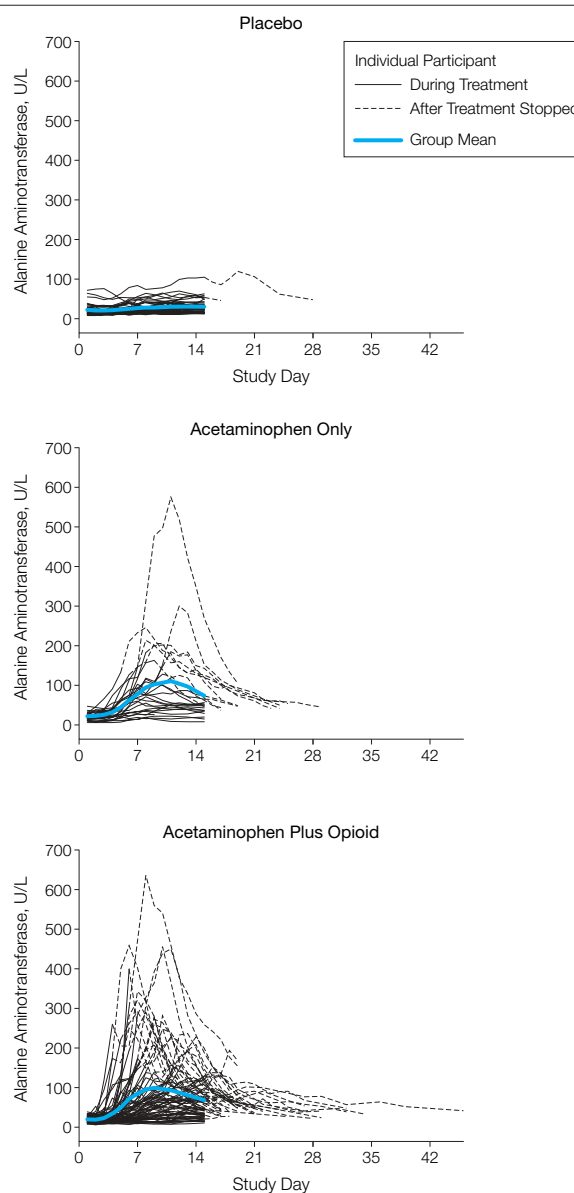 Placebo
700
600
500
400
300
200
100
0
Alanine Aminotransferase, U/L
Individual Participant
During Treatment
After Treatment Stopped
Group Mean
0 7 14 21 28 35 42
Study Day
Acetaminophen Only
700
600
500
400
300
200
100
0
Alanine Aminotransferase, U/L
0 7 14 21 28 35 42
Study Day
Acetaminophen Plus Opioid
700
600
500
400
300
200
100
0
Alanine Aminotransferase, U/L
0 7 14 21 28 35 42
Study Day